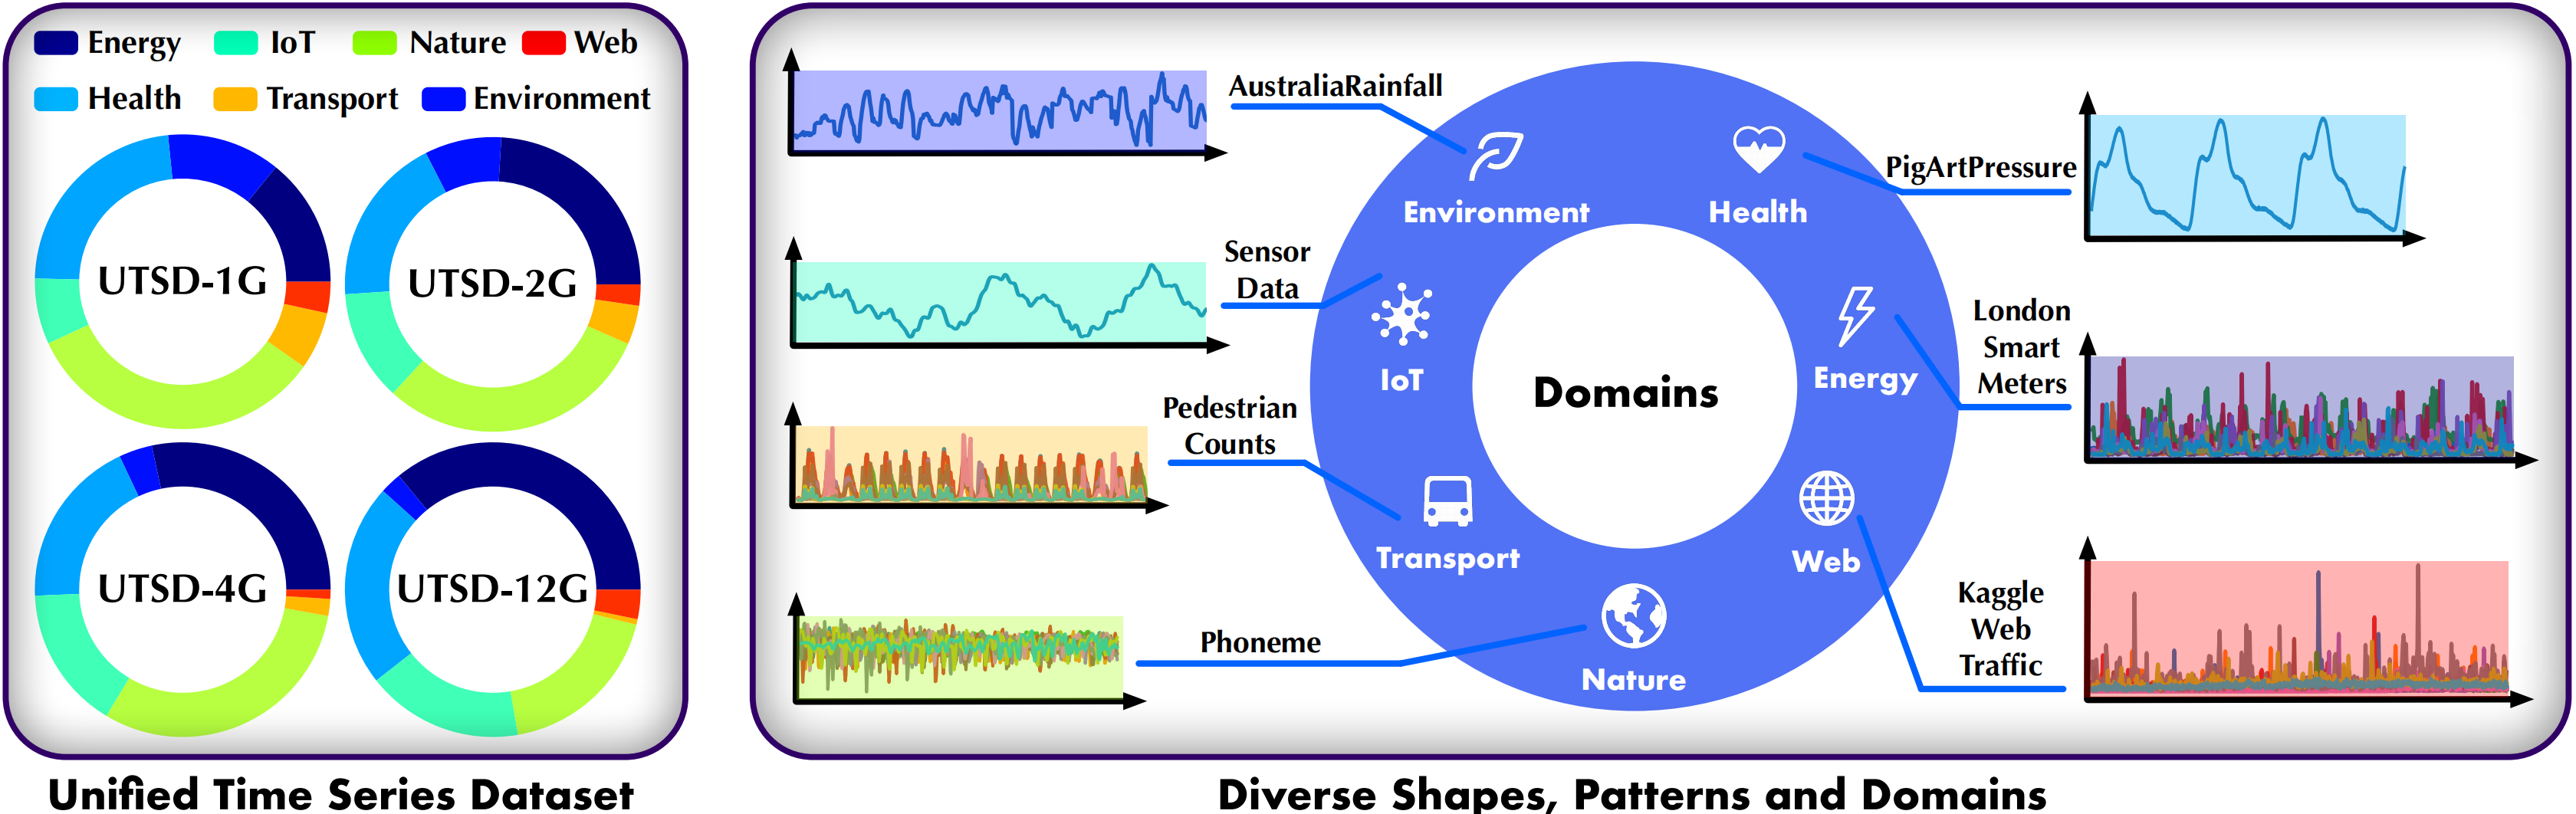 Energy
IoT
Nature
Web
Health
Transport
Environment
UTSD-1G
UTSD-2G
UTSD-4G
UTSD-12G
Unified Time Series Dataset
AustraliaRainfall
Sensor
Data
Pedestrian
Counts
Phoneme
Environment
Health
IoT
Energy
Domains
Transport
Web
Nature
PigArtPressure
London
Smart
Meters
Kaggle
Web
Traffic
Diverse Shapes, Patterns and Domains